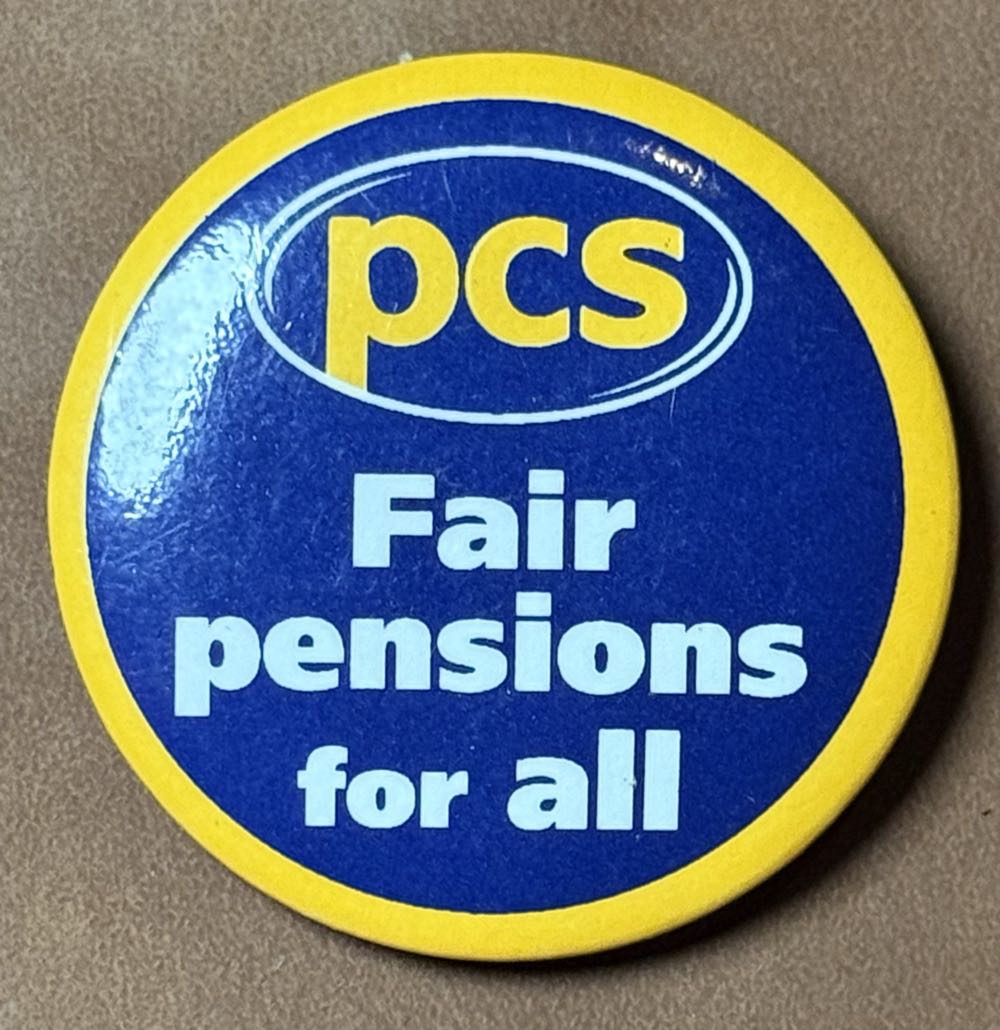 pcs
Fair
pensions
for all